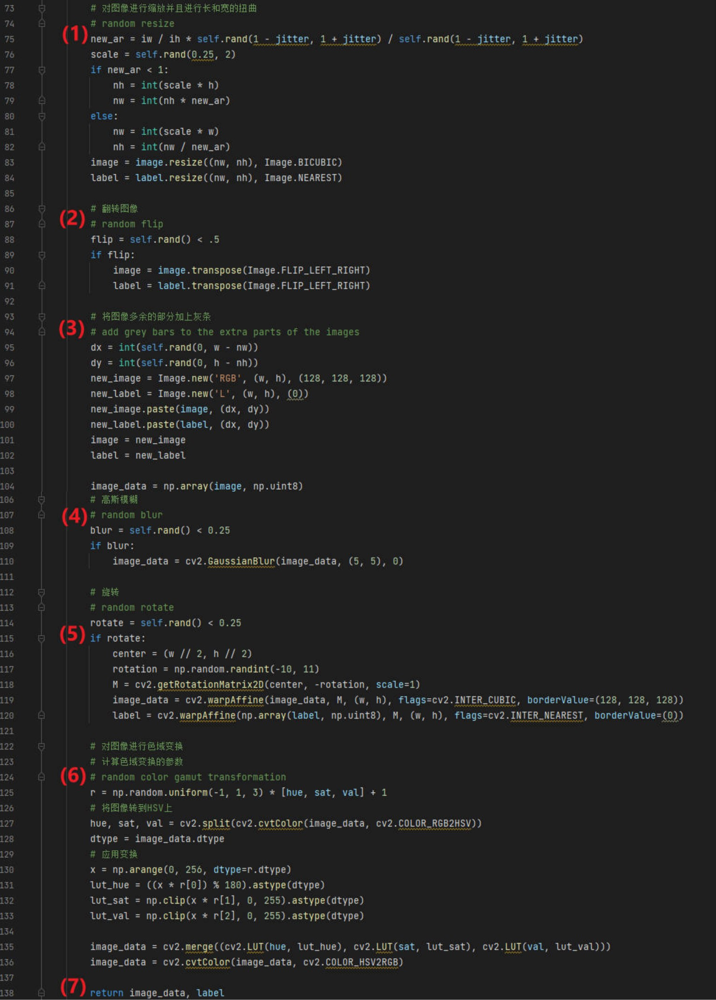 73 # 对图像进行缩放并且进行长和宽的扭曲
74 # random resize
(1)
75 new_ar = iw / ih * self.rand(1 - jitter, 1 + jitter) / self.rand(1 - jitter, 1 + jitter)
76 scale = self.rand(0.25, 2)
77 if new_ar < 1:
78     nh = int(scale * h)
79     nw = int(nh * new_ar)
80 else:
81     nw = int(scale * w)
82     nh = int(nw / new_ar)
83 image = image.resize((nw, nh), Image.BICUBIC)
84 label = label.resize((nw, nh), Image.NEAREST)
85
86 # 翻转图像
(2)
87 # random flip
88 flip = self.rand() < .5
89 if flip:
90     image = image.transpose(Image.FLIP_LEFT_RIGHT)
91     label = label.transpose(Image.FLIP_LEFT_RIGHT)
92
93 # 将图像多余的部分加上灰条
(3)
94 # add grey bars to the extra parts of the images
95 dx = int(self.rand(0, w - nw))
96 dy = int(self.rand(0, h - nh))
97 new_image = Image.new('RGB', (w, h), (128, 128, 128))
98 new_label = Image.new('L', (w, h), (0))
99 new_image.paste(image, (dx, dy))
100 new_label.paste(label, (dx, dy))
101 image = new_image
102 label = new_label
103
104 image_data = np.array(image, np.uint8)
106 # 高斯模糊
(4)
107 # random blur
108 blur = self.rand() < 0.25
109 if blur:
110     image_data = cv2.GaussianBlur(image_data, (5, 5), 0)
111
112 # 旋转
113 # random rotate
114 rotate = self.rand() < 0.25
(5)
115 if rotate:
116     center = (w // 2, h // 2)
117     rotation = np.random.randint(-10, 11)
118     M = cv2.getRotationMatrix2D(center, -rotation, scale=1)
119     image_data = cv2.warpAffine(image_data, M, (w, h), flags=cv2.INTER_CUBIC, borderValue=(128, 128, 128))
120     label = cv2.warpAffine(np.array(label, np.uint8), M, (w, h), flags=cv2.INTER_NEAREST, borderValue=(0))
121
122 # 对图像进行色域变换
123 # 计算色域变换的参数
(6)
124 # random color gamut transformation
125 r = np.random.uniform(-1, 1, 3) * [hue, sat, val] + 1
126 # 将图像转到HSV上
127 hue, sat, val = cv2.split(cv2.cvtColor(image_data, cv2.COLOR_RGB2HSV))
128 dtype = image_data.dtype
129 # 应用变换
130 x = np.arange(0, 256, dtype=r.dtype)
131 lut_hue = ((x * r[0]) % 180).astype(dtype)
132 lut_sat = np.clip(x * r[1], 0, 255).astype(dtype)
133 lut_val = np.clip(x * r[2], 0, 255).astype(dtype)
134
135 image_data = cv2.merge((cv2.LUT(hue, lut_hue), cv2.LUT(sat, lut_sat), cv2.LUT(val, lut_val)))
136 image_data = cv2.cvtColor(image_data, cv2.COLOR_HSV2RGB)
137
(7)
138 return image_data, label